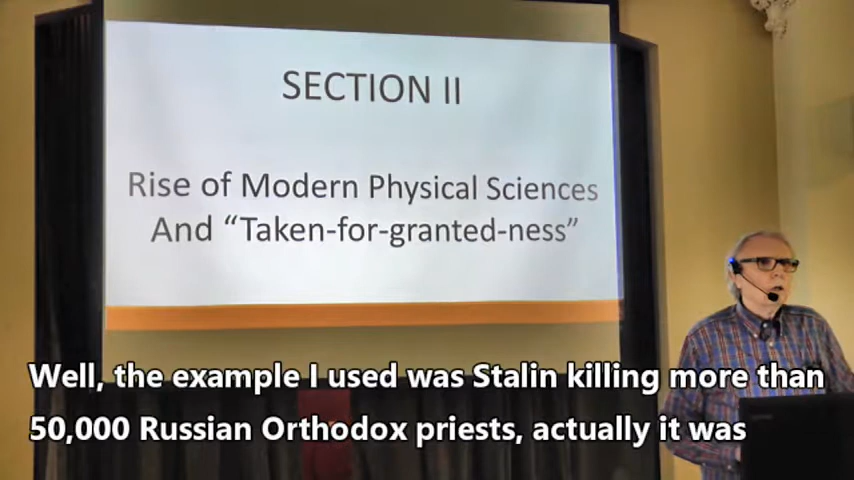 SECTION II
Rise of Modern Physical Sciences
And “Taken-for-granted-ness”
Well, the example I used was Stalin killing more than
50,000 Russian Orthodox priests, actually it was